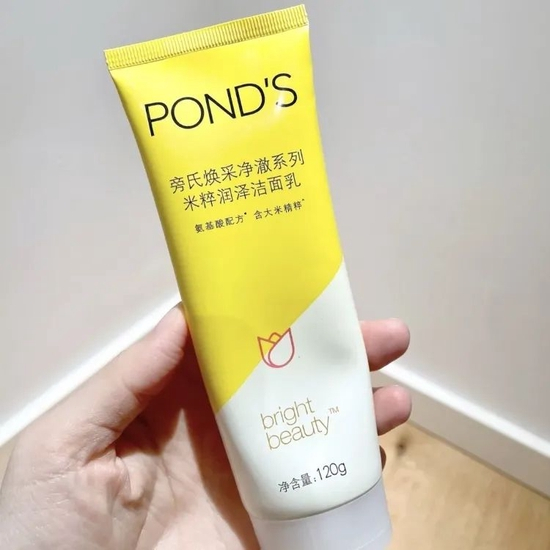 POND'S
旁氏焕采净澈系列
米粹润泽洁面乳
氨基酸配方* 含大米精粹*
bright
beauty™
净含量: 120g